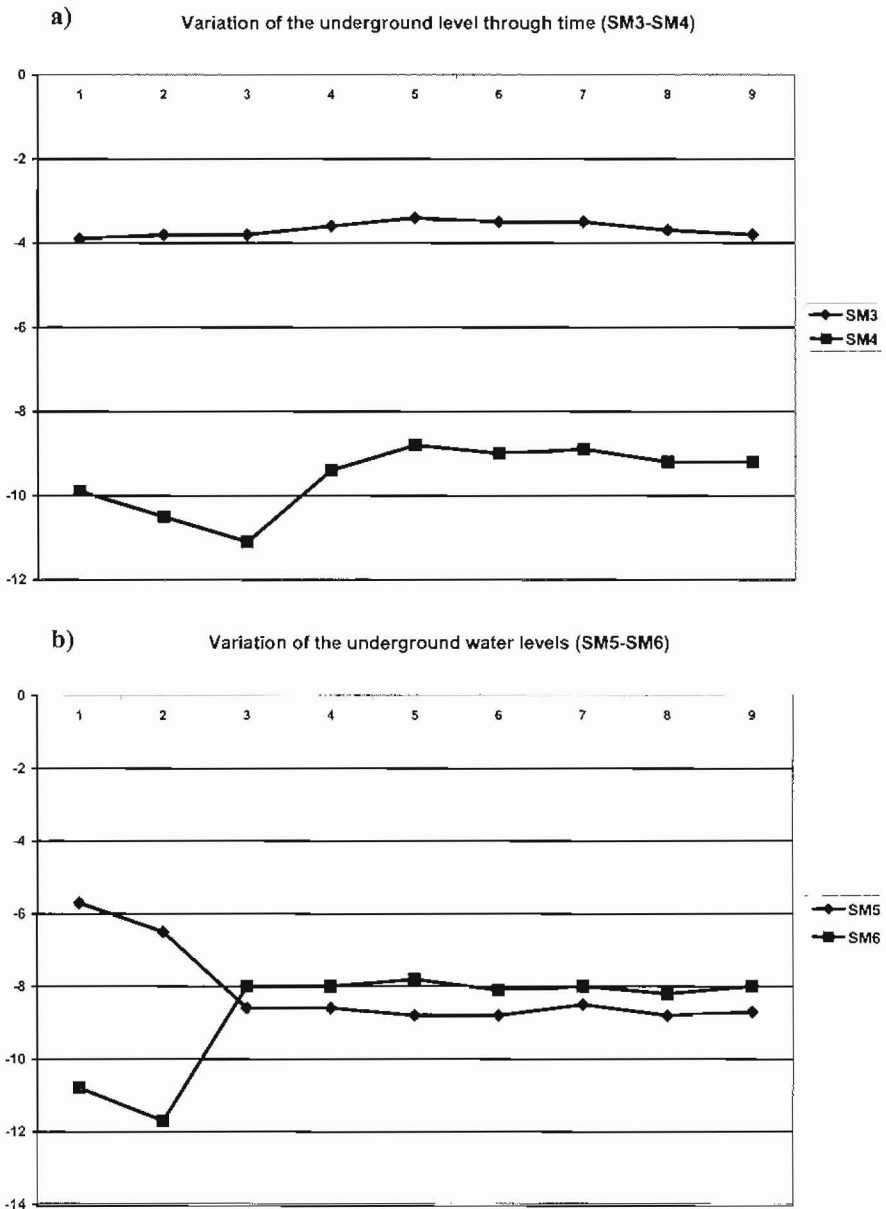 a)
Variation of the underground level through time (SM3-SM4)
0
1 2 3 4 5 6 7 8 9
-2
-4
-6
SM3
SM4
-8
-10
-12
b)
Variation of the underground water levels (SM5-SM6)
0
1 2 3 4 5 6 7 8 9
-2
-4
-6
SM5
SM6
-8
-10
-12
-14